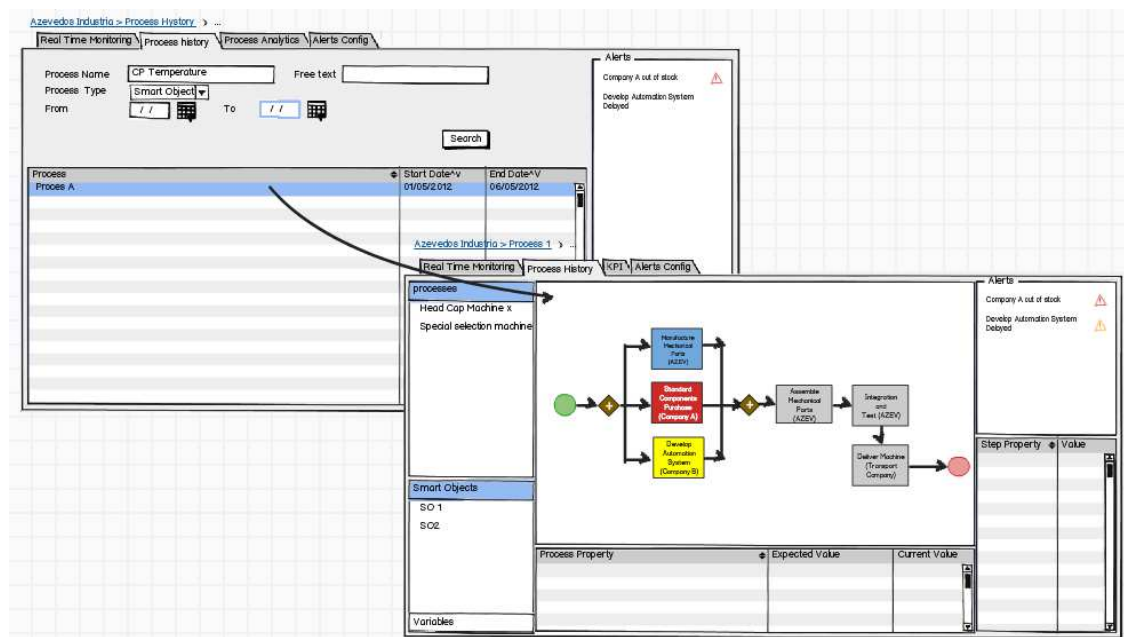 Azevedos Industria > Process Hystory > ...
Real Time Monitoring Process history Process Analytics Alerts Config
Process Name CP Temperature Free text
Process Type Smart Object
From / / To / /
Search
Process Start Date^v End Date^V
Proces A 01/05/2012 06/05/2012
Alerts
Company A out of stock
Develop Automation System
Delayed
Azevedos Industria > Process 1 > ...
Real Time Monitoring Process History KPI Alerts Config
processes
Head Cap Machine x
Special selection machine
Smart Objects
SO 1
SO2
Variables
Manufacture
Mechanical
Parts
(AZEV)
Standard
Components
Purchase
(Company A)
Develop
Automation
System
(Company B)
Assemble
Mechanical
Parts
(AZEV)
Integration
and
Test (AZEV)
Deliver Machine
(Transport
Company)
Process Property Expected Value Current Value
Alerts
Company A out of stock
Develop Automation System
Delayed
Step Property Value